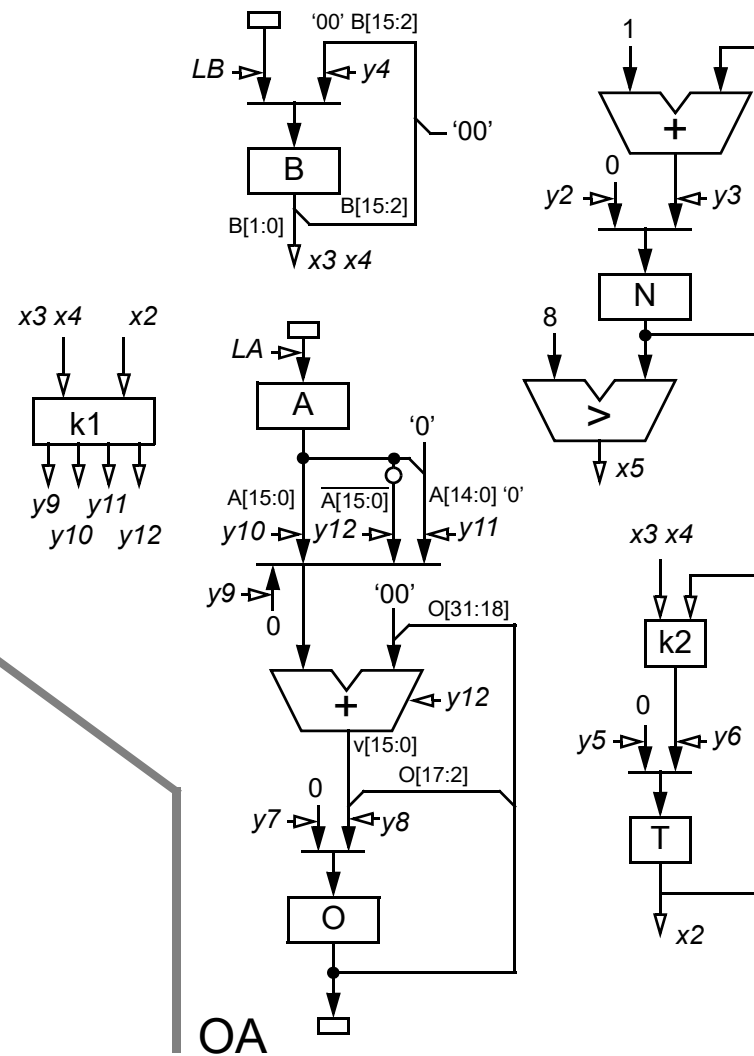 '00' B[15:2]
LB
y4
'00'
B
B[15:2]
B[1:0]
x3 x4
1
+
0
y2
y3
N
8
>
x5
x3 x4
x2
k1
y9
y11
y10
y12
LA
A
'0'
A[15:0]
A[15:0]
A[14:0] '0'
y10
y12
y11
y9
0
'00'
O[31:18]
+
y12
v[15:0]
O[17:2]
0
y7
y8
O
x3 x4
k2
0
y5
y6
T
x2
OA